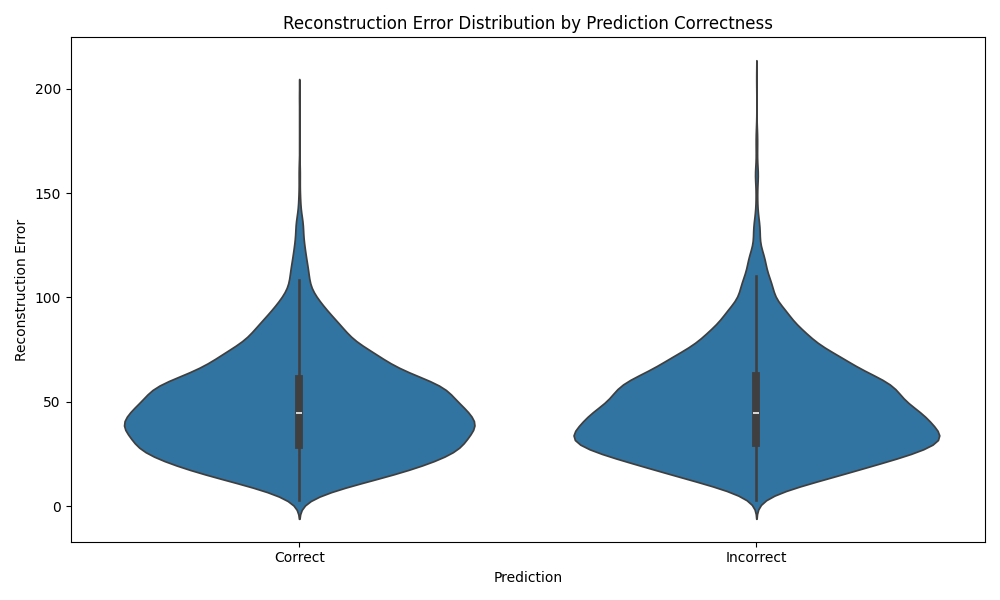 Reconstruction Error Distribution by Prediction Correctness
Reconstruction Error
200
150
100
50
0
Correct
Incorrect
Prediction